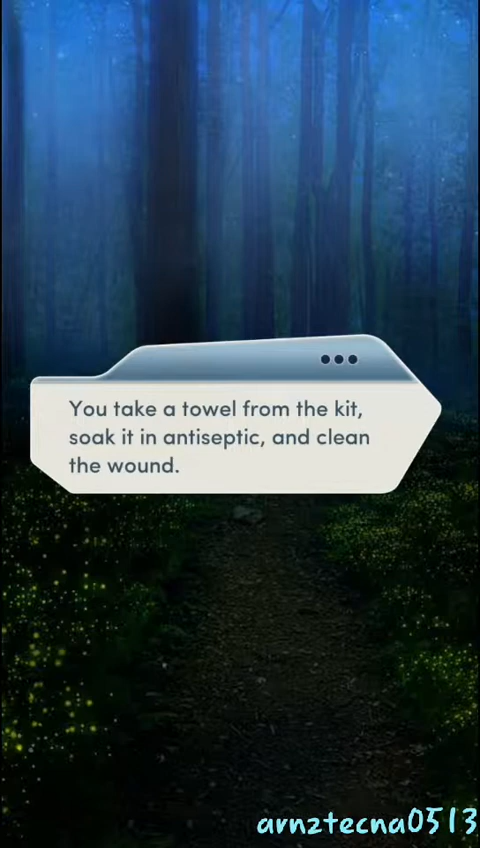 You take a towel from the kit,
soak it in antiseptic, and clean
the wound.
arnztecna0513